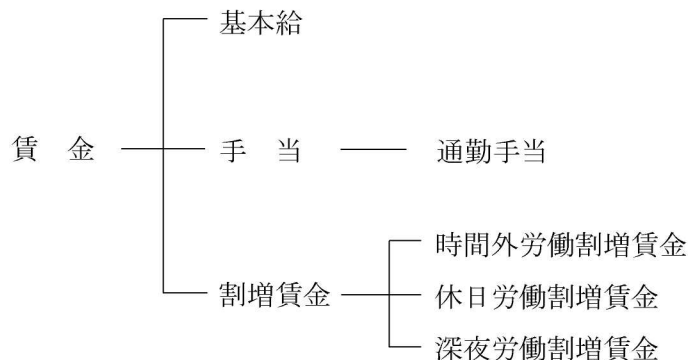 基本給
賃　金
手　当
通勤手当
時間外労働割増賃金
割増賃金
休日労働割増賃金
深夜労働割増賃金